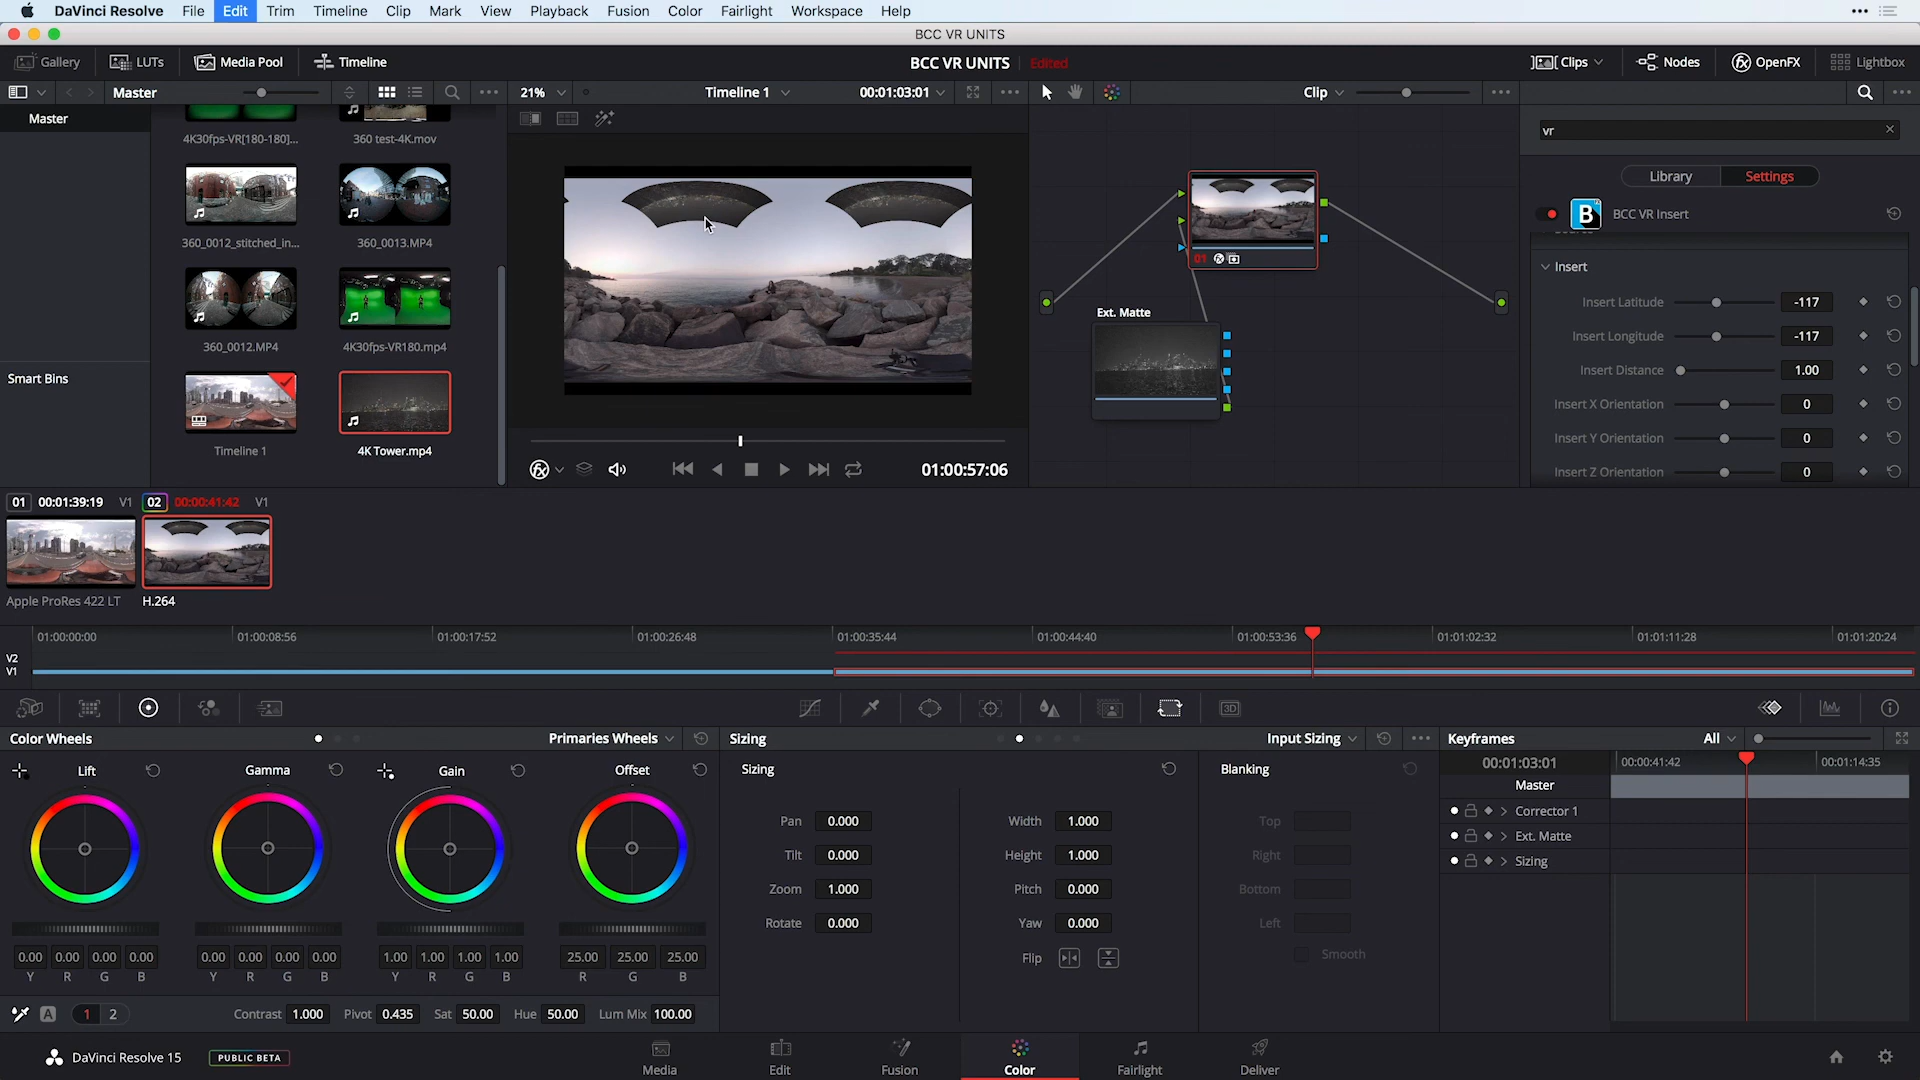 DaVinci Resolve File Edit Trim Timeline Clip Mark View Playback Fusion Color Fairlight Workspace Help
BCC VR UNITS
Gallery LUTs Media Pool Timeline BCC VR UNITS Edited Clips Nodes OpenFX Lightbox
Master 21% Timeline 1 00:01:03:01 Clip
Master
vr
4K30fps-VR[180-180]... 360 test-4K.mov
Library Settings
BCC VR Insert
360_0012_stitched_in... 360_0013.MP4
Insert
Insert Latitude -117
Insert Longitude -117
Insert Distance 1.00
Insert X Orientation 0
Insert Y Orientation 0
Insert Z Orientation 0
01
Ext. Matte
360_0012.MP4 4K30fps-VR180.mp4
Smart Bins
Timeline 1 4K Tower.mp4
01:00:57:06
01 00:01:39:19 V1 02 00:00:41:42 V1
Apple ProRes 422 LT H.264
01:00:00:00 01:00:08:56 01:00:17:52 01:00:26:48 01:00:35:44 01:00:44:40 01:00:53:36 01:01:02:32 01:01:11:28 01:01:20:24
V2
V1
3D
Color Wheels Primaries Wheels Sizing Input Sizing Keyframes All
Lift Gamma Gain Offset Sizing Blanking
00:01:03:01 00:00:41:42 00:01:14:35
Master
Corrector 1
Ext. Matte
Sizing
Pan 0.000 Width 1.000 Top
Tilt 0.000 Height 1.000 Right
Zoom 1.000 Pitch 0.000 Bottom
Rotate 0.000 Yaw 0.000 Left
Flip Smooth
0.00 0.00 0.00 0.00 0.00 0.00 0.00 0.00 1.00 1.00 1.00 1.00 25.00 25.00 25.00
Y R G B Y R G B Y R G B R G B
A 1 2 Contrast 1.000 Pivot 0.435 Sat 50.00 Hue 50.00 Lum Mix 100.00
DaVinci Resolve 15 PUBLIC BETA
Media Edit Fusion Color Fairlight Deliver